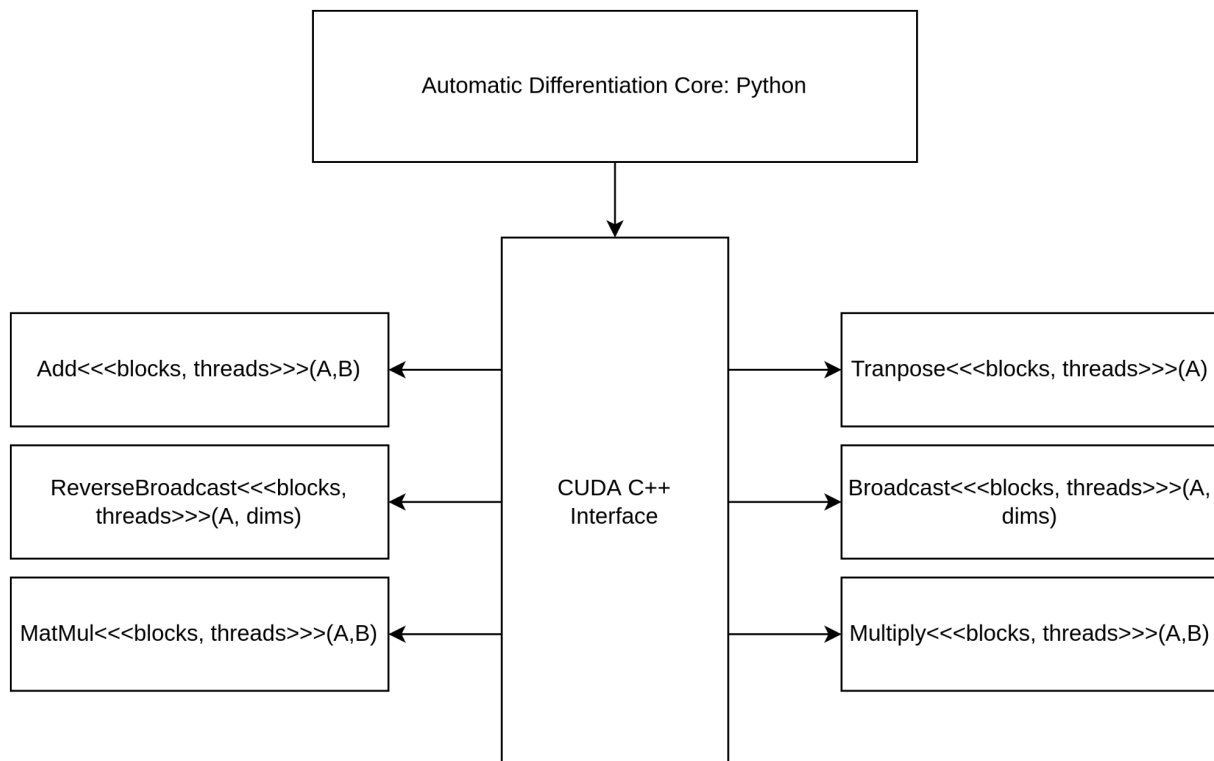 Automatic Differentiation Core: Python
Add<<<blocks, threads>>>(A,B)
Tranpose<<<blocks, threads>>>(A)
ReverseBroadcast<<<blocks,
threads>>>(A, dims)
CUDA C++
Interface
Broadcast<<<blocks, threads>>>(A,
dims)
MatMul<<<blocks, threads>>>(A,B)
Multiply<<<blocks, threads>>>(A,B)